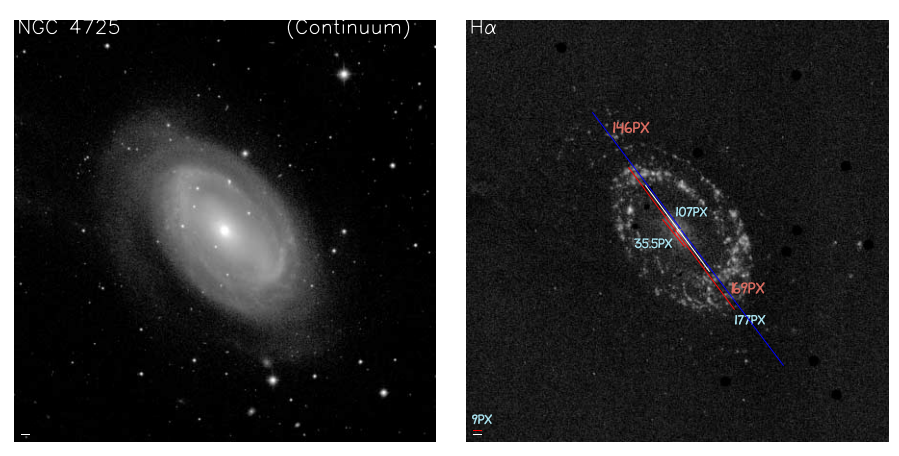 NGC 4725 (Continuum)
Hα
146PX
107PX
35.5PX
169PX
177PX
9PX